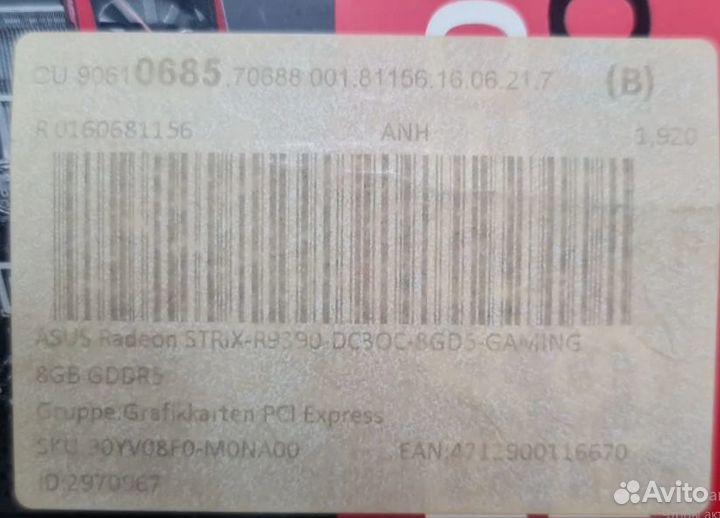 CU 90610685.70688.001.81156.16.06.21.7 (B)
R 0160681156 ANH 1,920
ASUS Radeon STRIX-R9390-DC3OC-8GD5-GAMING
8GB GDDR5
Gruppe:Grafikkarten PCI Express
SKU:90YV08F0-M0NA00 EAN:4712900116670
ID:2970967
Avito